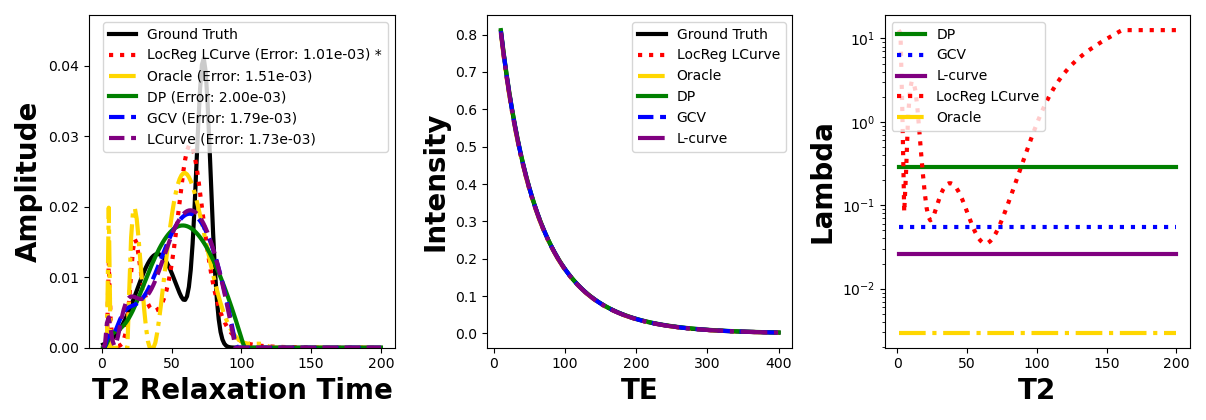 Amplitude
0.04
0.03
0.02
0.01
0.00
0
50
100
150
200
T2 Relaxation Time
Ground Truth
LocReg LCurve (Error: 1.01e-03) *
Oracle (Error: 1.51e-03)
DP (Error: 2.00e-03)
GCV (Error: 1.79e-03)
LCurve (Error: 1.73e-03)
Intensity
0.8
0.7
0.6
0.5
0.4
0.3
0.2
0.1
0.0
0
100
200
300
400
TE
Ground Truth
LocReg LCurve
Oracle
DP
GCV
L-curve
Lambda
10¹
10⁰
10⁻¹
10⁻²
0
50
100
150
200
T2
DP
GCV
L-curve
LocReg LCurve
Oracle